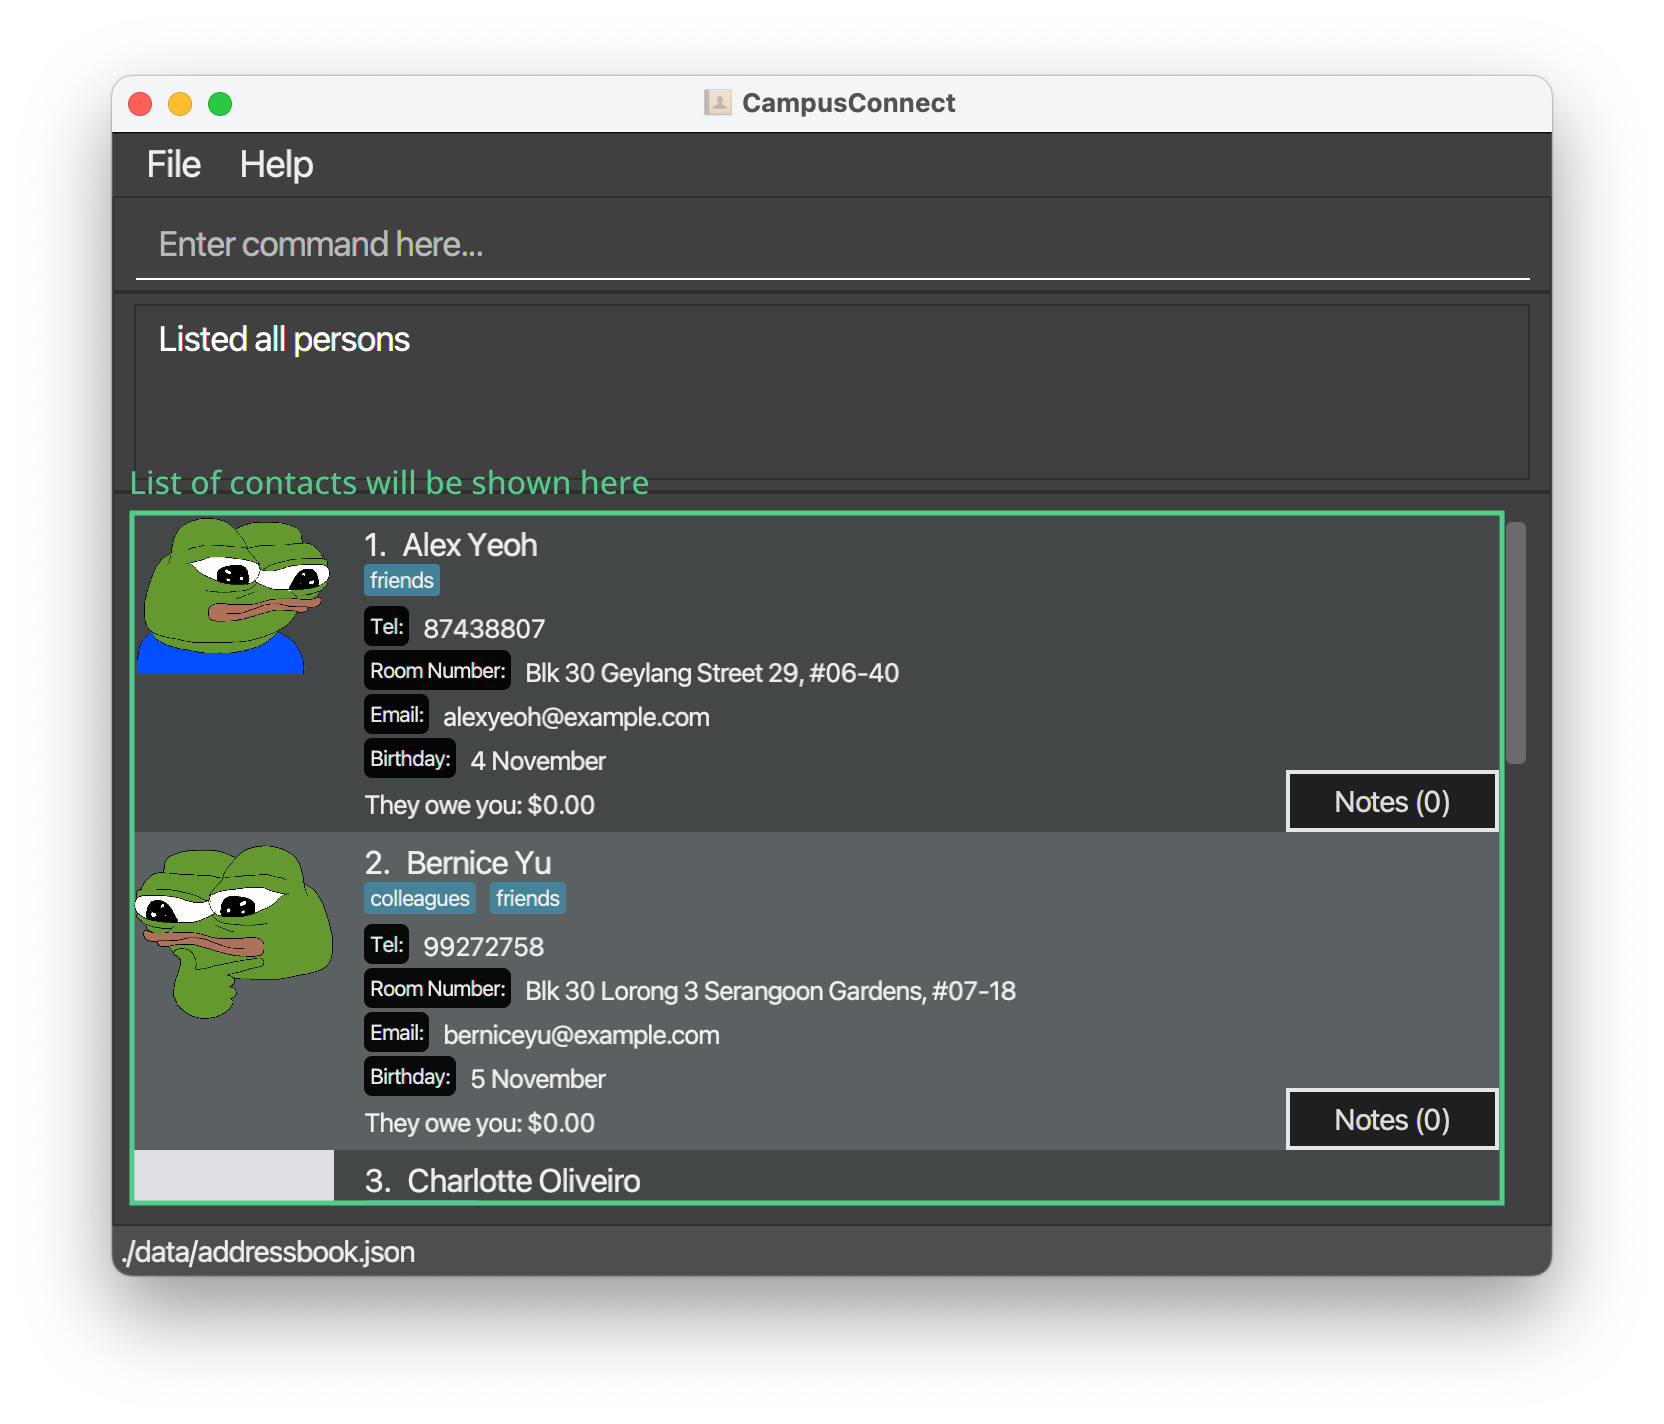 CampusConnect
File Help
Enter command here...
Listed all persons
List of contacts will be shown here
1. Alex Yeoh
friends
Tel: 87438807
Room Number: Blk 30 Geylang Street 29, #06-40
Email: alexyeoh@example.com
Birthday: 4 November
They owe you: $0.00
Notes (0)
2. Bernice Yu
colleagues friends
Tel: 99272758
Room Number: Blk 30 Lorong 3 Serangoon Gardens, #07-18
Email: berniceyu@example.com
Birthday: 5 November
They owe you: $0.00
Notes (0)
3. Charlotte Oliveiro
./data/addressbook.json